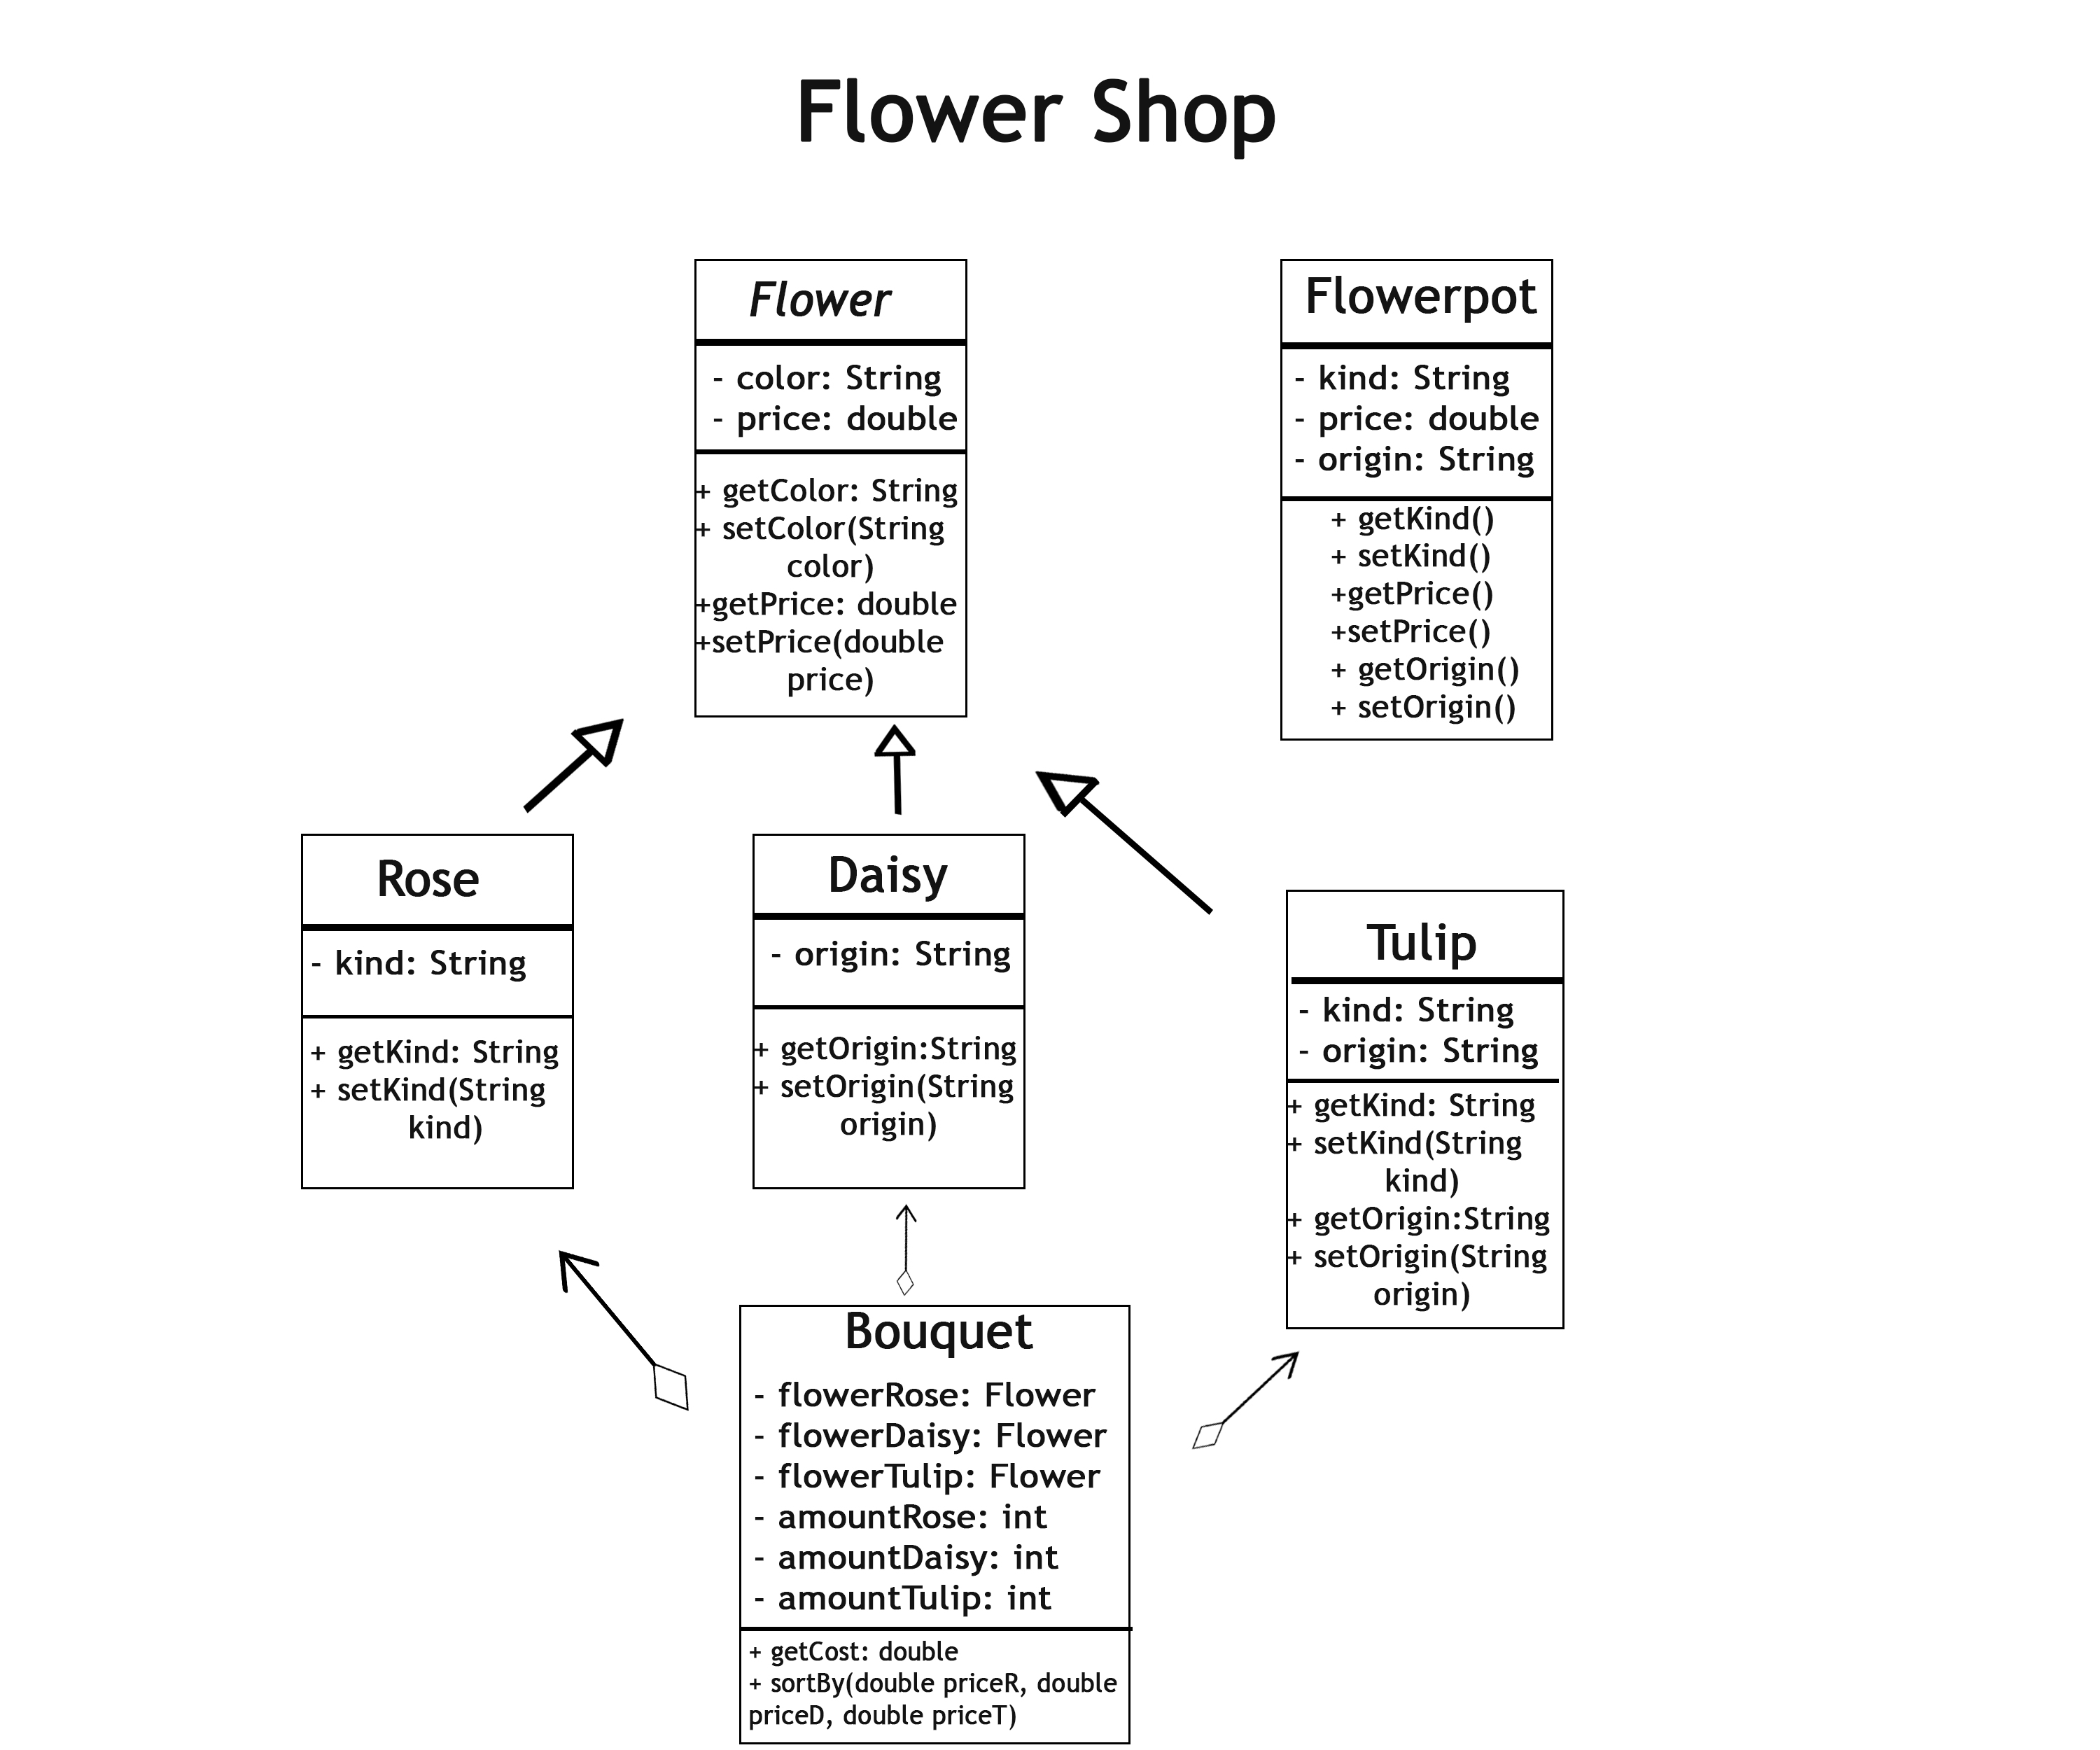 Flower Shop
Flower
- color: String
- price: double
+ getColor: String
+ setColor(String
color)
+getPrice: double
+setPrice(double
price)
Flowerpot
- kind: String
- price: double
- origin: String
+ getKind()
+ setKind()
+getPrice()
+setPrice()
+ getOrigin()
+ setOrigin()
Rose
- kind: String
+ getKind: String
+ setKind(String
kind)
Daisy
- origin: String
+ getOrigin:String
+ setOrigin(String
origin)
Tulip
- kind: String
- origin: String
+ getKind: String
+ setKind(String
kind)
+ getOrigin:String
+ setOrigin(String
origin)
Bouquet
- flowerRose: Flower
- flowerDaisy: Flower
- flowerTulip: Flower
- amountRose: int
- amountDaisy: int
- amountTulip: int
+ getCost: double
+ sortBy(double priceR, double
priceD, double priceT)